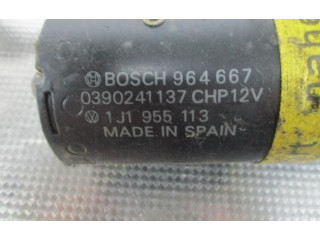 BOSCH 964 667
0390241137 CHP12V
1J1 955 113
MADE IN SPAIN